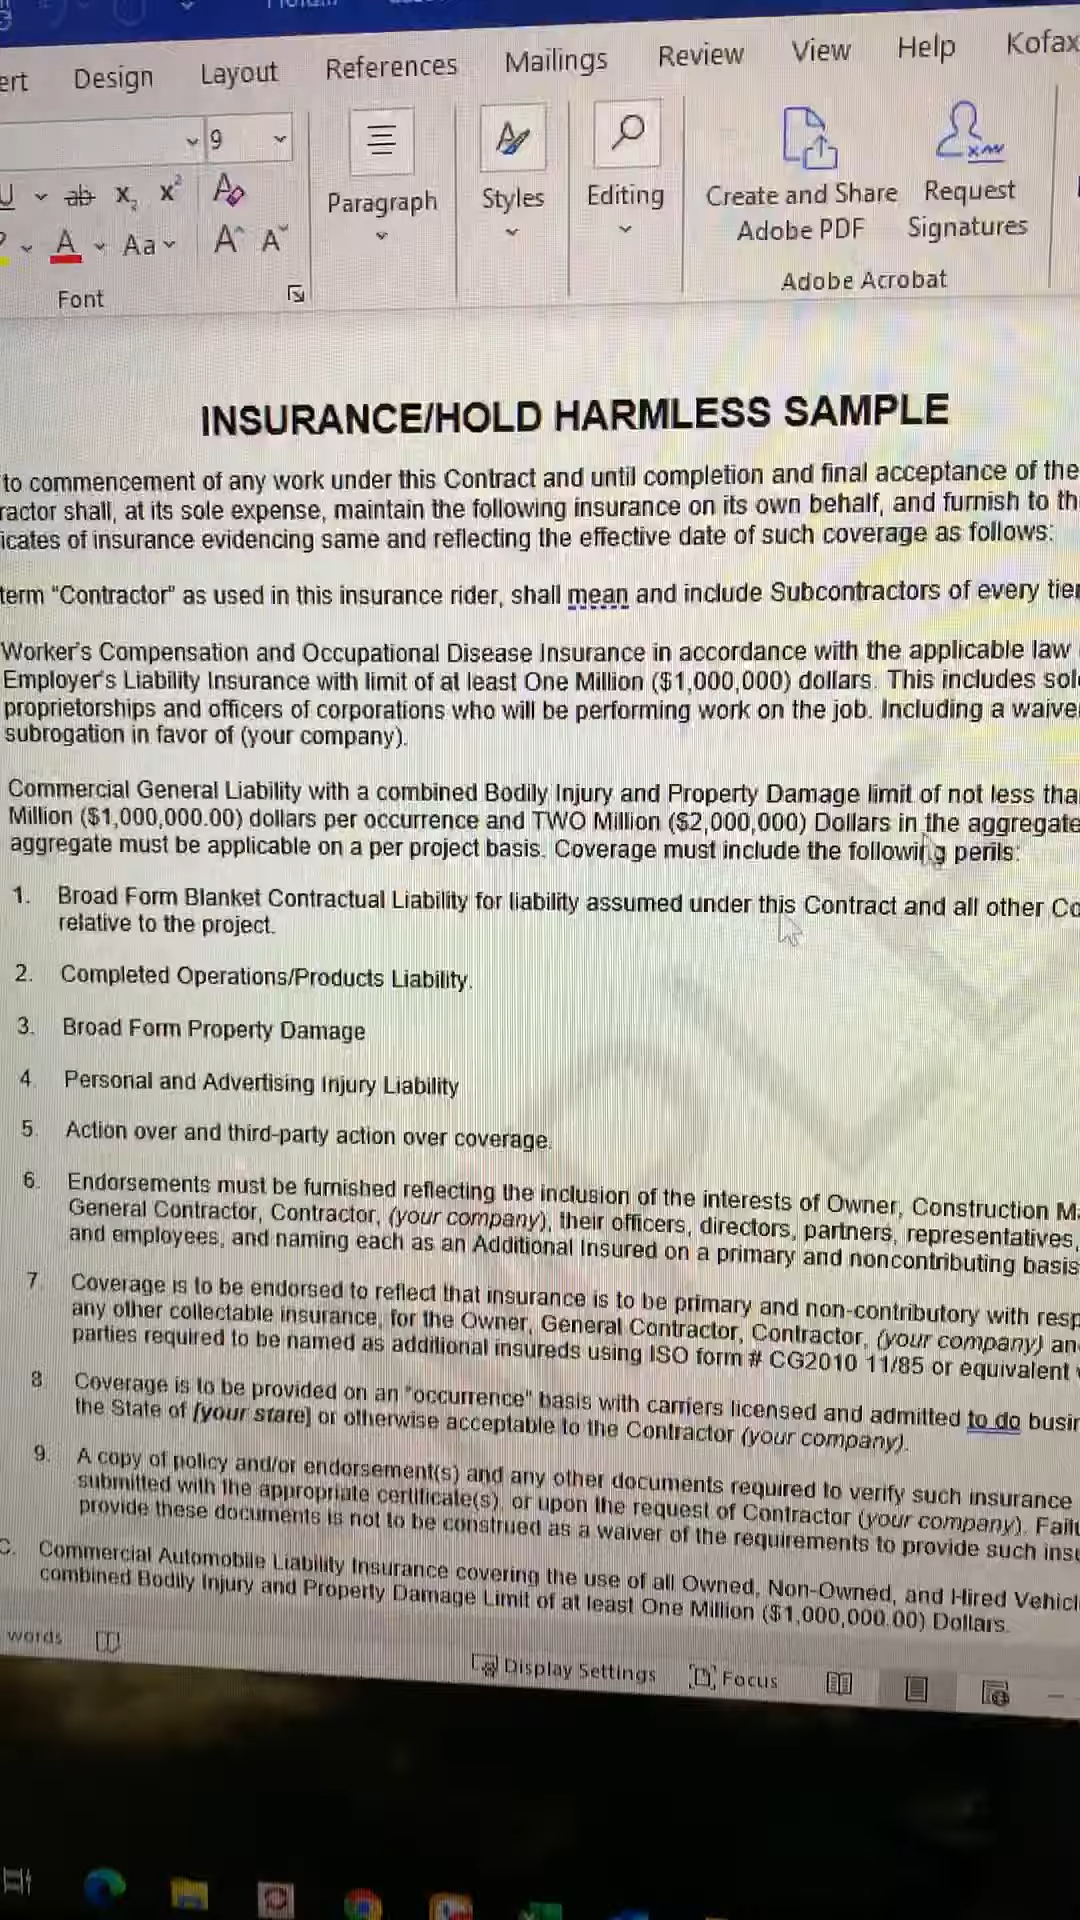 ert Design Layout References Mailings Review View Help Kofax
9
U ab x₂ x² A
A Aa A^ Aˇ
Paragraph Styles Editing Create and Share Adobe PDF Request Signatures
Font Adobe Acrobat
INSURANCE/HOLD HARMLESS SAMPLE
to commencement of any work under this Contract and until completion and final acceptance of the
ractor shall, at its sole expense, maintain the following insurance on its own behalf, and furnish to th
icates of insurance evidencing same and reflecting the effective date of such coverage as follows:
term "Contractor" as used in this insurance rider, shall mean and include Subcontractors of every tier
Worker's Compensation and Occupational Disease Insurance in accordance with the applicable law
Employer's Liability Insurance with limit of at least One Million ($1,000,000) dollars. This includes sol
proprietorships and officers of corporations who will be performing work on the job. Including a waive
subrogation in favor of (your company).
Commercial General Liability with a combined Bodily Injury and Property Damage limit of not less tha
Million ($1,000,000.00) dollars per occurrence and TWO Million ($2,000,000) Dollars in the aggregate
aggregate must be applicable on a per project basis. Coverage must include the following perils:
1. Broad Form Blanket Contractual Liability for liability assumed under this Contract and all other Co
relative to the project.
2. Completed Operations/Products Liability.
3. Broad Form Property Damage
4. Personal and Advertising Injury Liability
5. Action over and third-party action over coverage.
6. Endorsements must be furnished reflecting the inclusion of the interests of Owner, Construction Ma
General Contractor, Contractor, (your company), their officers, directors, partners, representatives,
and employees, and naming each as an Additional Insured on a primary and noncontributing basis
7. Coverage is to be endorsed to reflect that insurance is to be primary and non-contributory with resp
any other collectable insurance, for the Owner, General Contractor, Contractor, (your company) an
parties required to be named as additional insureds using ISO form # CG2010 11/85 or equivalent
8 Coverage is to be provided on an "occurrence" basis with carriers licensed and admitted to do busin
the State of [your state] or otherwise acceptable to the Contractor (your company).
9. A copy of policy and/or endorsement(s) and any other documents required to verify such insurance
submitted with the appropriate certificate(s), or upon the request of Contractor (your company). Failu
provide these documents is not to be construed as a waiver of the requirements to provide such insu
C. Commercial Automobile Liability Insurance covering the use of all Owned, Non-Owned, and Hired Vehicl
combined Bodily Injury and Property Damage Limit of at least One Million ($1,000,000.00) Dollars.
words Display Settings Focus